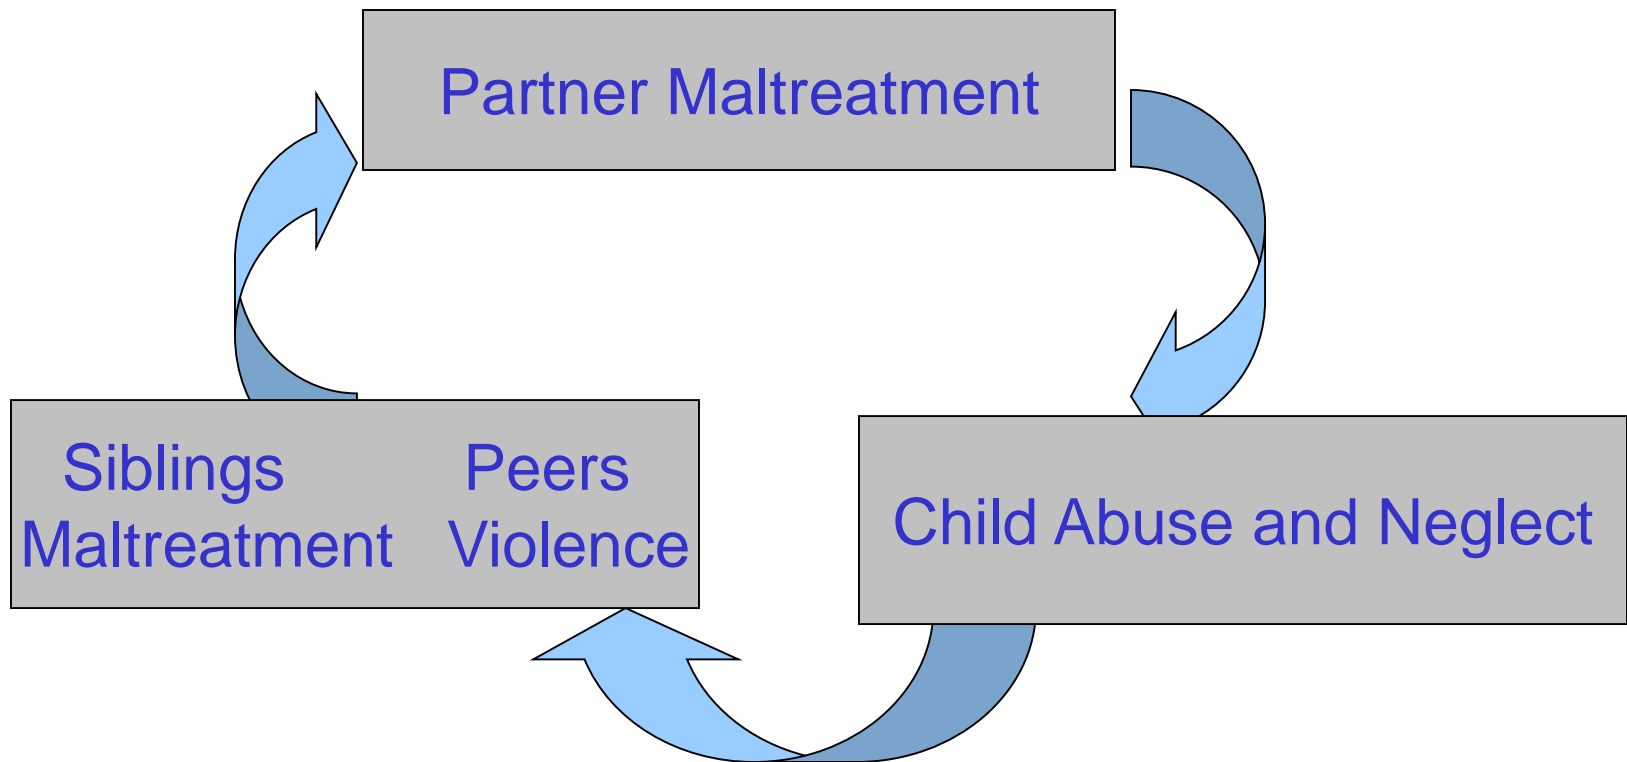 Partner Maltreatment
Siblings Peers
Maltreatment Violence
Child Abuse and Neglect